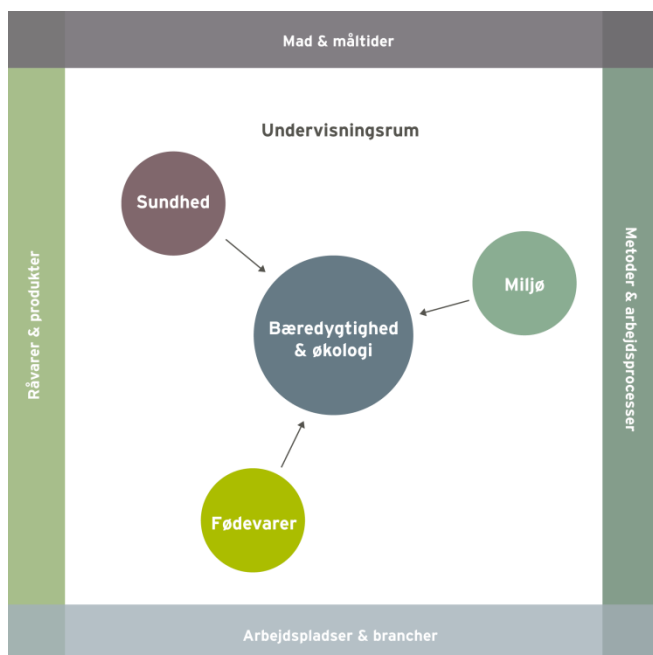 Mad & måltider
Undervisningsrum
Sundhed
Miljø
Bæredygtighed
& økologi
Fødevarer
Råvarer & produkter
Metoder & arbejdsprocesser
Arbejdspladser & brancher